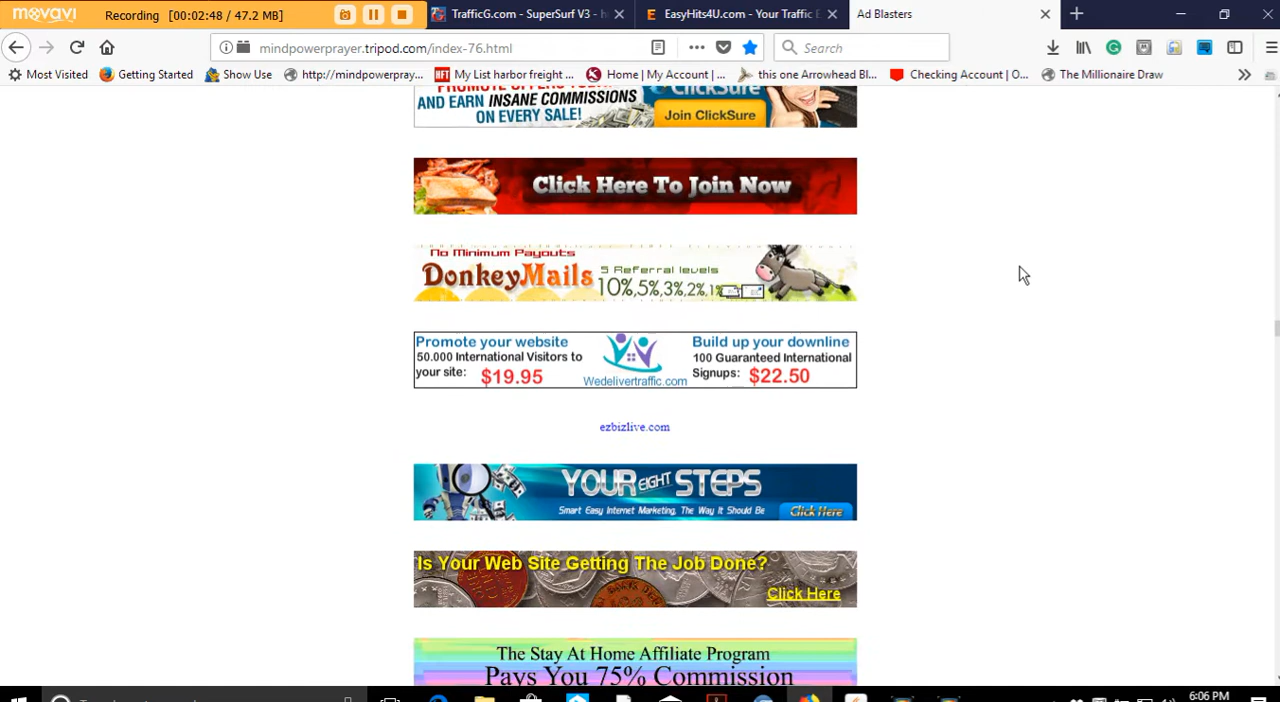 movavi
Recording [00:02:48 / 47.2 MB]
TrafficG.com - SuperSurf V3 - h
EasyHits4U.com - Your Traffic E
Ad Blasters
mindpowerprayer.tripod.com/index-76.html
Search
Most Visited
Getting Started
Show Use
http://mindpowerpray...
HFT My List harbor freight ...
Home | My Account | ...
this one Arrowhead Bl...
Checking Account | O...
The Millionaire Draw
AND EARN INSANE COMMISSIONS
ON EVERY SALE!
ClickSure
Join ClickSure
Click Here To Join Now
No Minimum Payouts
DonkeyMails
5 Referral levels
10%,5%,3%,2%,1%
Promote your website
50.000 International Visitors to
your site: $19.95
Wedelivertraffic.com
Build up your downline
100 Guaranteed International
Signups: $22.50
ezbizlive.com
YOUR EIGHT STEPS
Smart Easy Internet Marketing, The Way It Should Be
Click Here
Is Your Web Site Getting The Job Done?
Click Here
The Stay At Home Affiliate Program
Pays You 75% Commission
6:06 PM